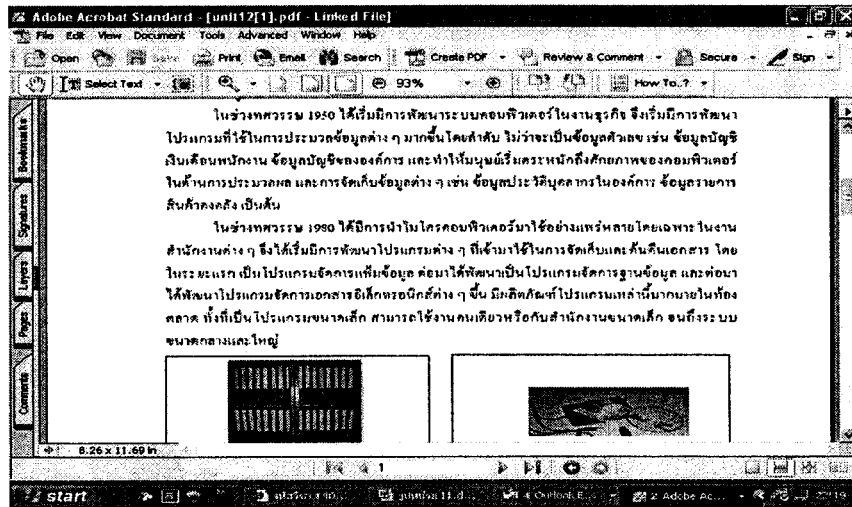 Adobe Acrobat Standard - [unit12[1].pdf - Linked File]
File Edit View Document Tools Advanced Window Help
Open Save Print Email Search Create PDF Review & Comment Secure Sign
Select Text 93% How To..?
Bookmarks
Signatures
Layers
Pages
Comments
ในช่วงทศวรรษ 1950 ได้เริ่มมีการพัฒนาระบบคอมพิวเตอร์ในงานธุรกิจ จึงเริ่มมีการพัฒนา
โปรแกรมที่ใช้ในการประมวลข้อมูลต่าง ๆ มากขึ้นโดยลำดับ ไม่ว่าจะเป็นข้อมูลตัวเลข เช่น ข้อมูลบัญชี
เงินเดือนพนักงาน ข้อมูลบัญชีขององค์การ และทำให้มนุษย์เริ่มตระหนักถึงศักยภาพของคอมพิวเตอร์
ในด้านการประมวลผล และการจัดเก็บข้อมูลต่าง ๆ เช่น ข้อมูลประวัติบุคลากรในองค์การ ข้อมูลรายการ
สินค้าคงคลัง เป็นต้น
ในช่วงทศวรรษ 1980 ได้มีการนำไมโครคอมพิวเตอร์มาใช้อย่างแพร่หลายโดยเฉพาะในงาน
สำนักงานต่าง ๆ จึงได้เริ่มมีการพัฒนาโปรแกรมต่าง ๆ ที่เข้ามาใช้ในการจัดเก็บและค้นคืนเอกสาร โดย
ในระยะแรก เป็นโปรแกรมจัดการแฟ้มข้อมูล ต่อมาได้พัฒนาเป็นโปรแกรมจัดการฐานข้อมูล และต่อมา
ได้พัฒนาโปรแกรมจัดการเอกสารอิเล็กทรอนิกส์ต่าง ๆ ขึ้น มีผลิตภัณฑ์โปรแกรมเหล่านี้มากมายในท้อง
ตลาด ทั้งที่เป็นโปรแกรมขนาดเล็ก สามารถใช้งานคนเดียวหรือกับสำนักงานขนาดเล็ก จนถึงระบบ
ขนาดกลางและใหญ่
8.26 x 11.69 in
1
start 4 Outlook E... 2 Adobe Ac... 22:19